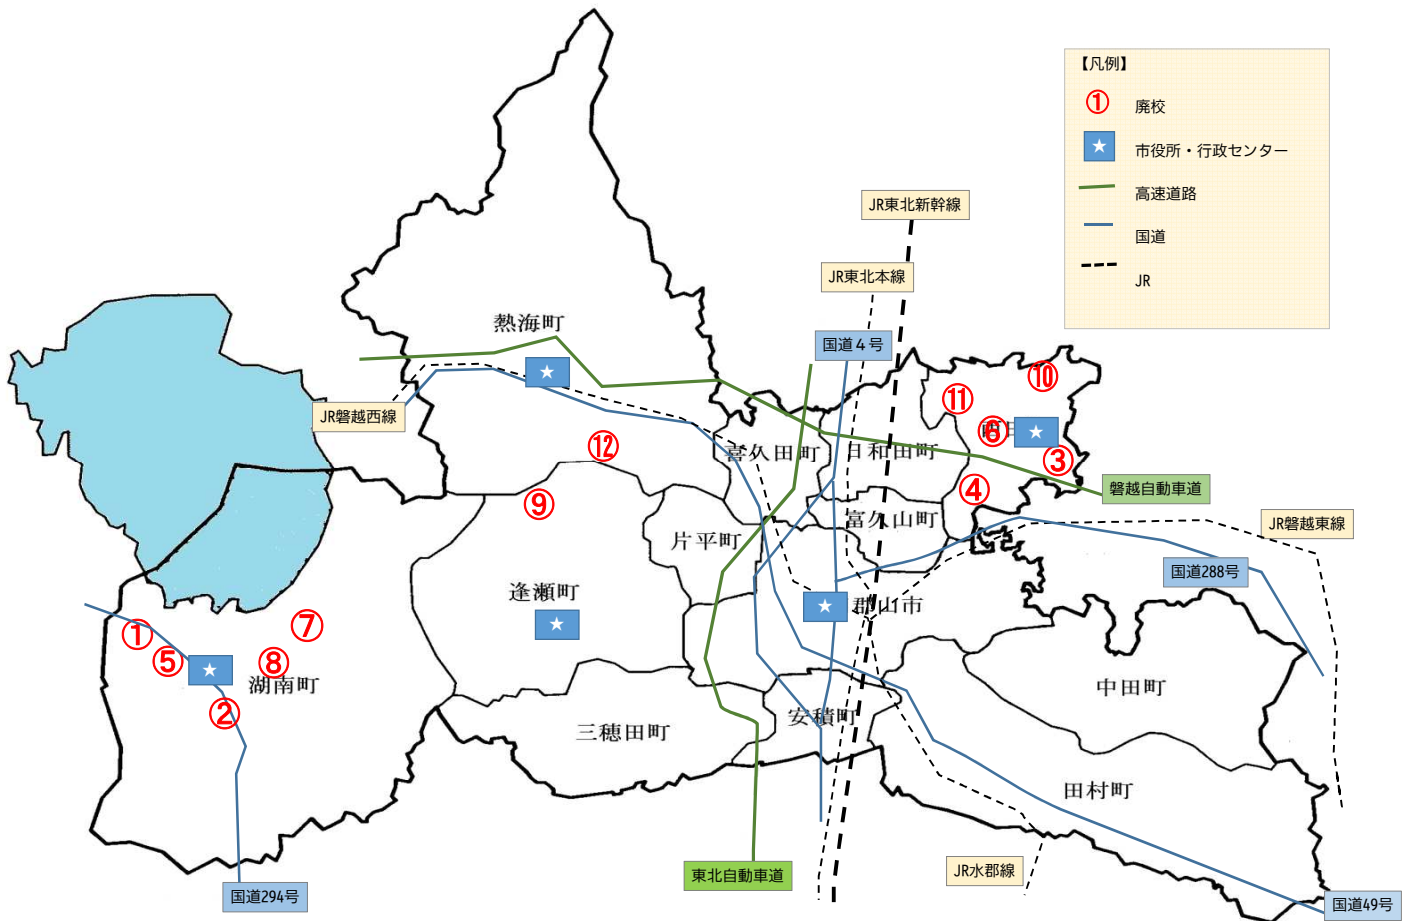 【凡例】
① 廃校
市役所・行政センター
高速道路
国道
JR
JR東北新幹線
JR東北本線
国道４号
熱海町
JR磐越西線
⑩
⑪
⑥
③
④
⑫
⑨
喜久田町
日和田町
磐越自動車道
富久山町
片平町
JR磐越東線
国道288号
逢瀬町
郡山市
①
⑤
⑦
⑧
②
湖南町
中田町
安積町
三穂田町
田村町
東北自動車道
JR水郡線
国道294号
国道49号